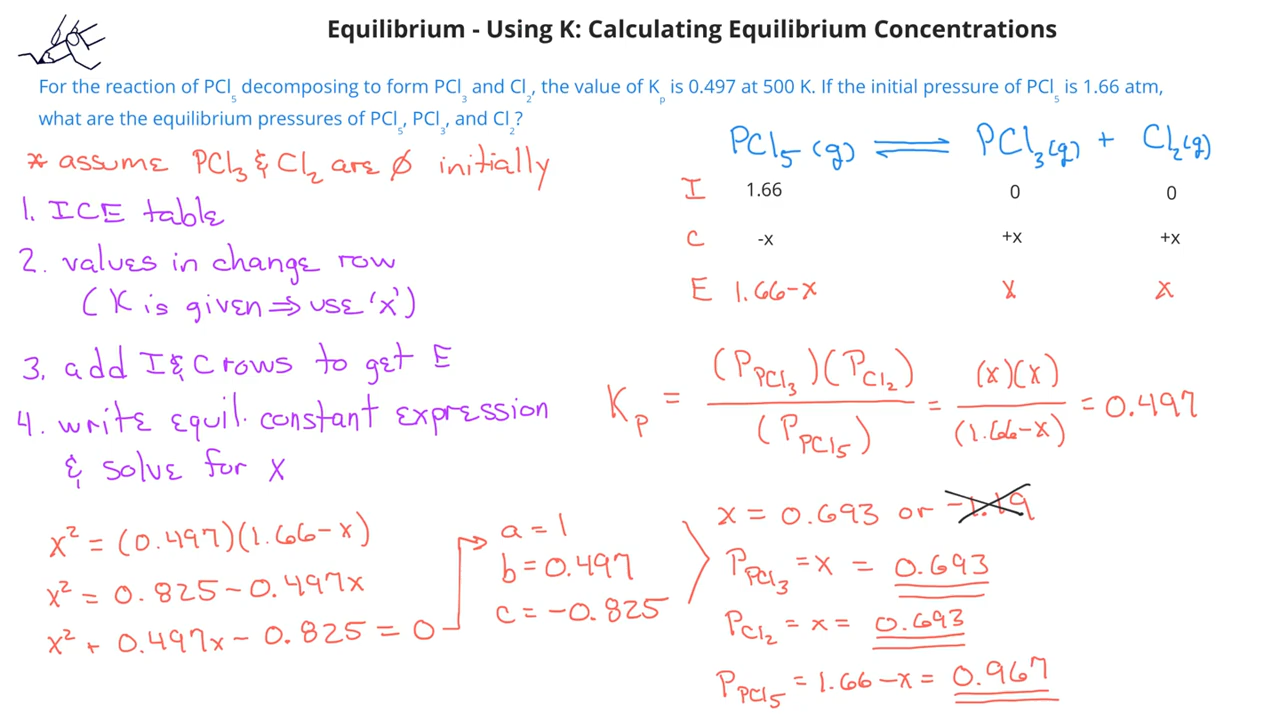 Equilibrium - Using K: Calculating Equilibrium Concentrations
For the reaction of PCl₅ decomposing to form PCl₃ and Cl₂, the value of Kₚ is 0.497 at 500 K. If the initial pressure of PCl₅ is 1.66 atm,
what are the equilibrium pressures of PCl₅, PCl₃, and Cl₂?
* assume PCl₃ & Cl₂ are ∅ initially
1. ICE table
2. values in change row
(K is given ⇒ use 'x')
3. add I & C rows to get E
4. write equil. constant expression
& solve for x
PCl₅(g) ⇌ PCl₃(g) + Cl₂(g)
I 1.66 0 0
C -x +x +x
E 1.66-x x x
Kₚ = (P_PCl₃)(P_Cl₂) / (P_PCl₅) = (x)(x) / (1.66-x) = 0.497
x² = (0.497)(1.66-x)
x² = 0.825 - 0.497x
x² + 0.497x - 0.825 = 0
a = 1
b = 0.497
c = -0.825
x = 0.693 or -1.19
P_PCl₃ = x = 0.693
P_Cl₂ = x = 0.693
P_PCl₅ = 1.66-x = 0.967